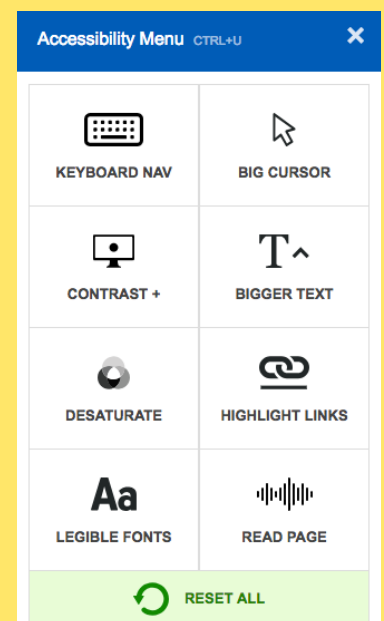 Accessibility Menu CTRL+U ×
KEYBOARD NAV
BIG CURSOR
CONTRAST +
T^
BIGGER TEXT
DESATURATE
HIGHLIGHT LINKS
Aa
LEGIBLE FONTS
READ PAGE
RESET ALL